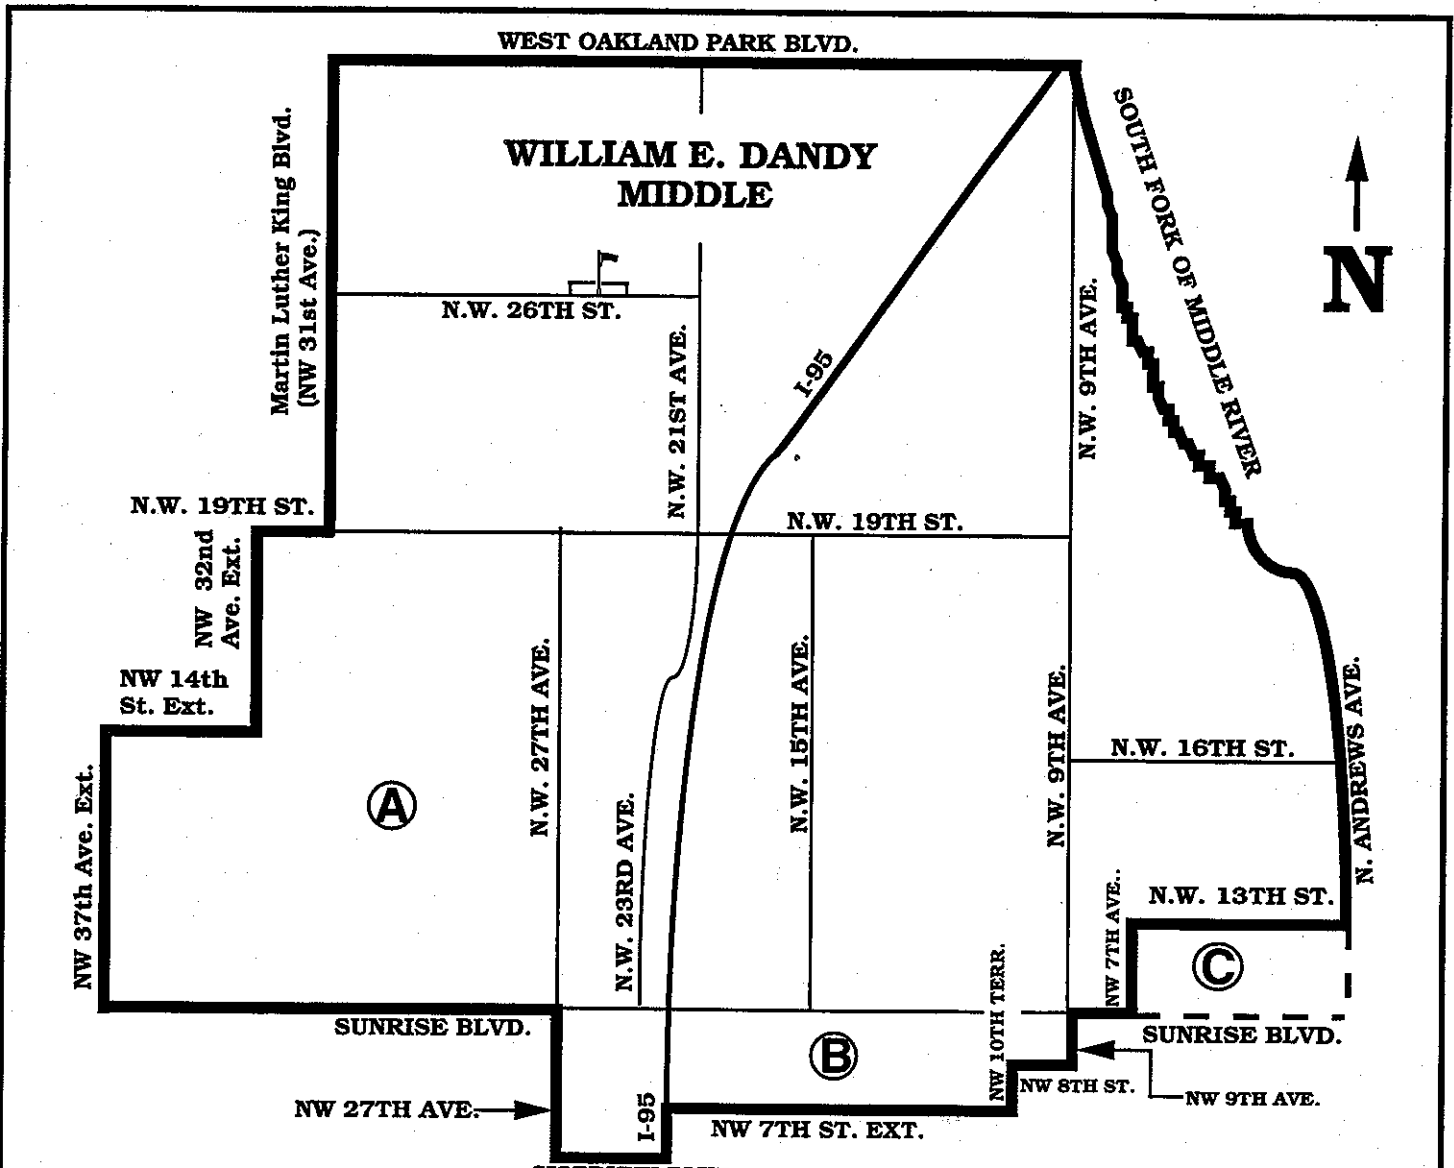 WEST OAKLAND PARK BLVD.
WILLIAM E. DANDY
MIDDLE
Martin Luther King Blvd.
(NW 31st Ave.)
SOUTH FORK OF MIDDLE RIVER
N
N.W. 26TH ST.
N.W. 21ST AVE.
I-95
N.W. 9TH AVE.
N.W. 19TH ST.
N.W. 19TH ST.
NW 32nd
Ave. Ext.
NW 14th
St. Ext.
N.W. 27TH AVE.
N.W. 15TH AVE.
N.W. 9TH AVE.
N.W. 16TH ST.
N. ANDREWS AVE.
NW 37th Ave. Ext.
A
N.W. 23RD AVE.
NW 7TH AVE..
N.W. 13TH ST.
C
SUNRISE BLVD.
B
NW 10TH TERR.
SUNRISE BLVD.
NW 8TH ST.
NW 9TH AVE.
NW 27TH AVE.
I-95
NW 7TH ST. EXT.